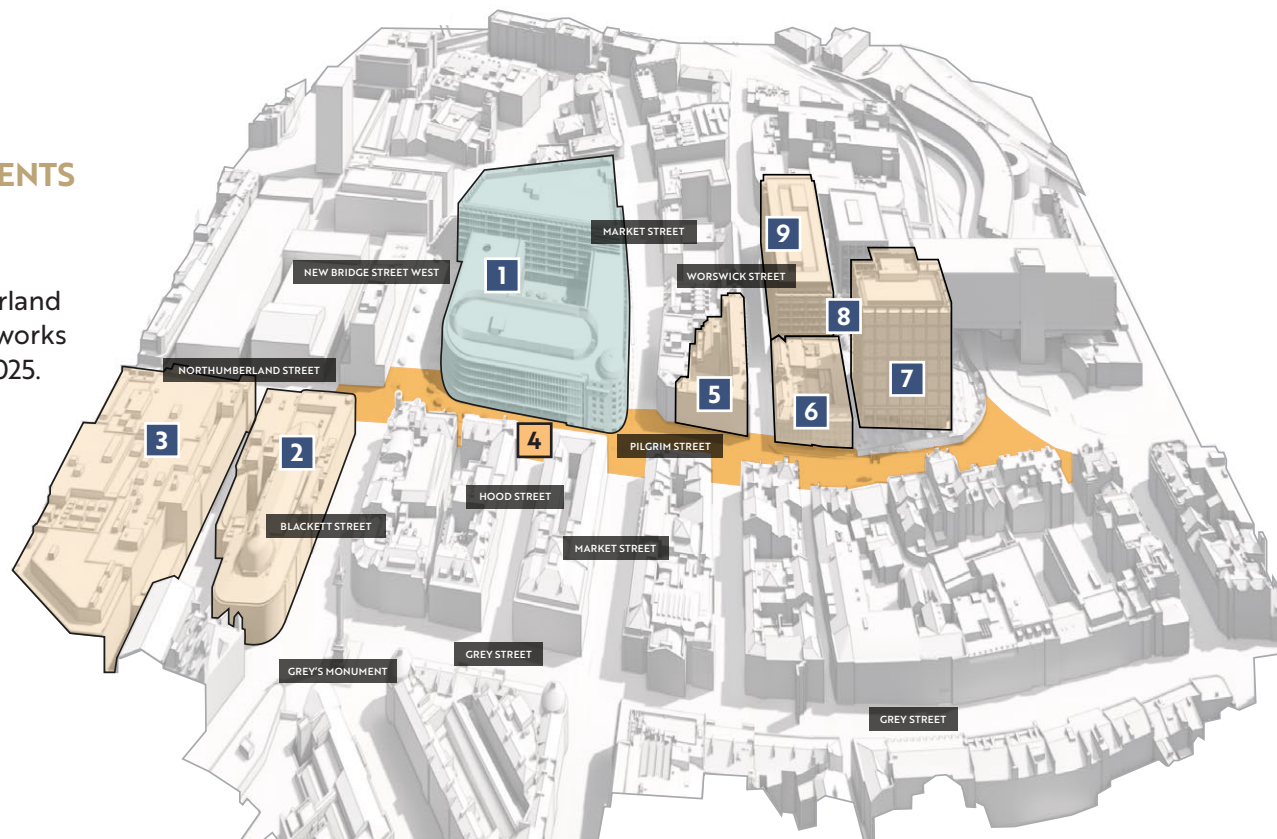 ENTS
rland
works
025.
MARKET STREET
9
NEW BRIDGE STREET WEST
1
WORSWICK STREET
8
NORTHUMBERLAND STREET
7
5
6
3
2
4
PILGRIM STREET
HOOD STREET
BLACKETT STREET
MARKET STREET
GREY STREET
GREY'S MONUMENT
GREY STREET